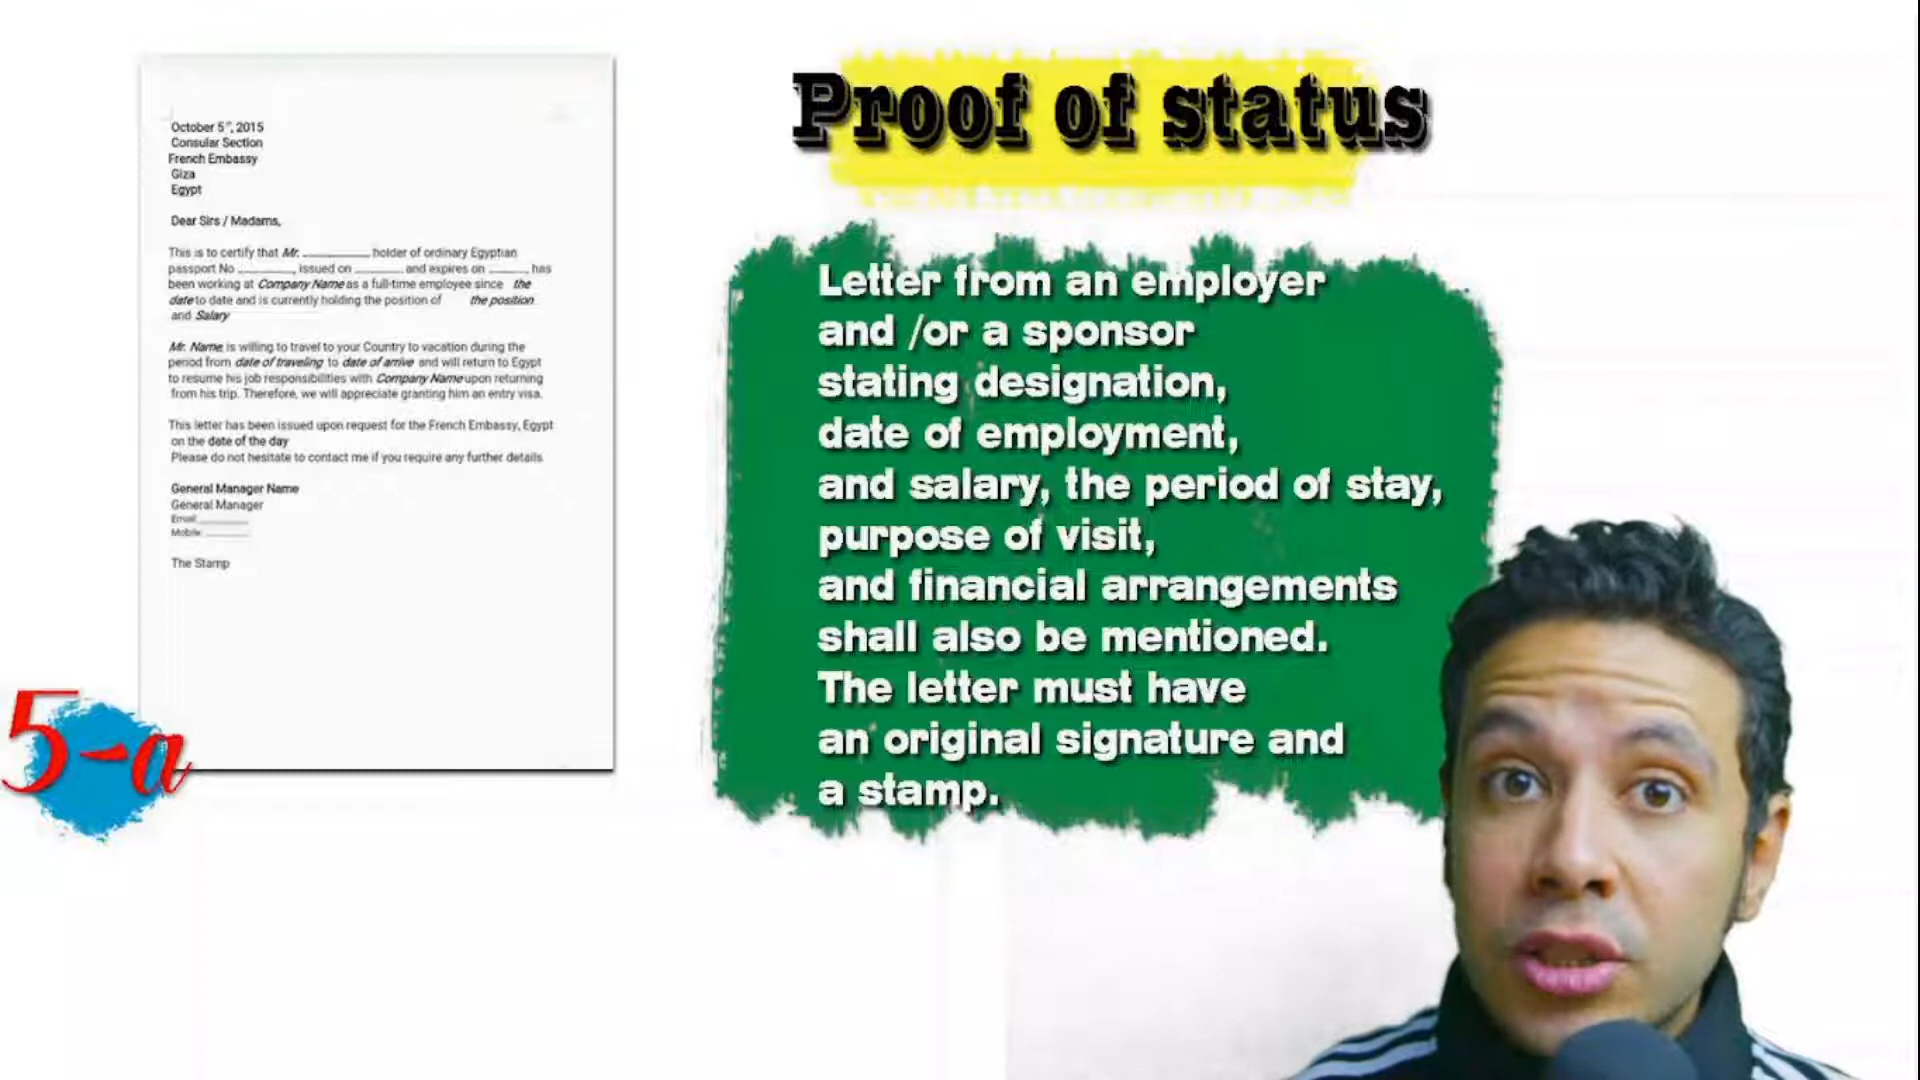 October 5th, 2015
Consular Section
French Embassy
Giza
Egypt
Dear Sirs / Madams,
This is to certify that Mr. ____________ holder of ordinary Egyptian
passport No __________, issued on ________ and expires on ______, has
been working at Company Name as a full-time employee since the
date to date and is currently holding the position of the position
and Salary
Mr. Name, is willing to travel to your Country to vacation during the
period from date of traveling to date of arrive and will return to Egypt
to resume his job responsibilities with Company Name upon returning
from his trip. Therefore, we will appreciate granting him an entry visa.
This letter has been issued upon request for the French Embassy, Egypt
on the date of the day
Please do not hesitate to contact me if you require any further details
General Manager Name
General Manager
Email: __________
Mobile: _________
The Stamp
5-a
Proof of status
Letter from an employer
and /or a sponsor
stating designation,
date of employment,
and salary, the period of stay,
purpose of visit,
and financial arrangements
shall also be mentioned.
The letter must have
an original signature and
a stamp.